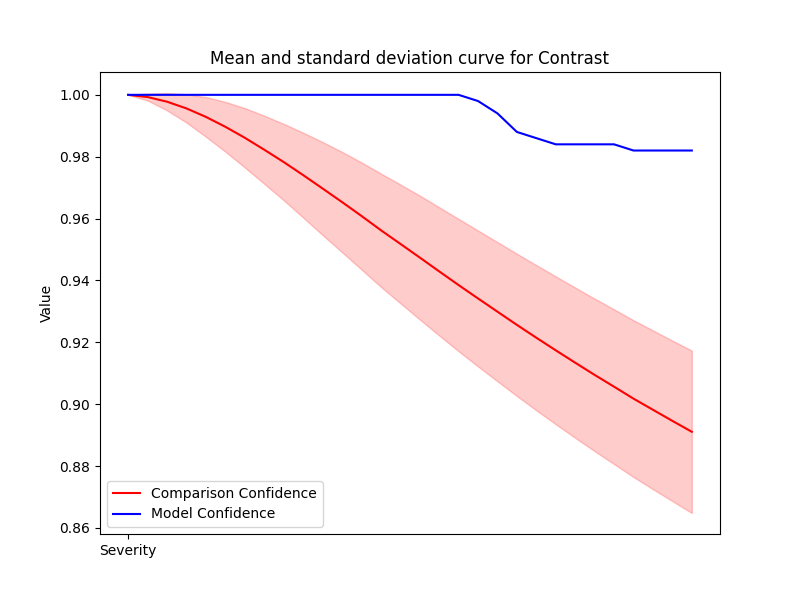 Mean and standard deviation curve for Contrast
Value
1.00
0.98
0.96
0.94
0.92
0.90
0.88
0.86
Comparison Confidence
Model Confidence
Severity